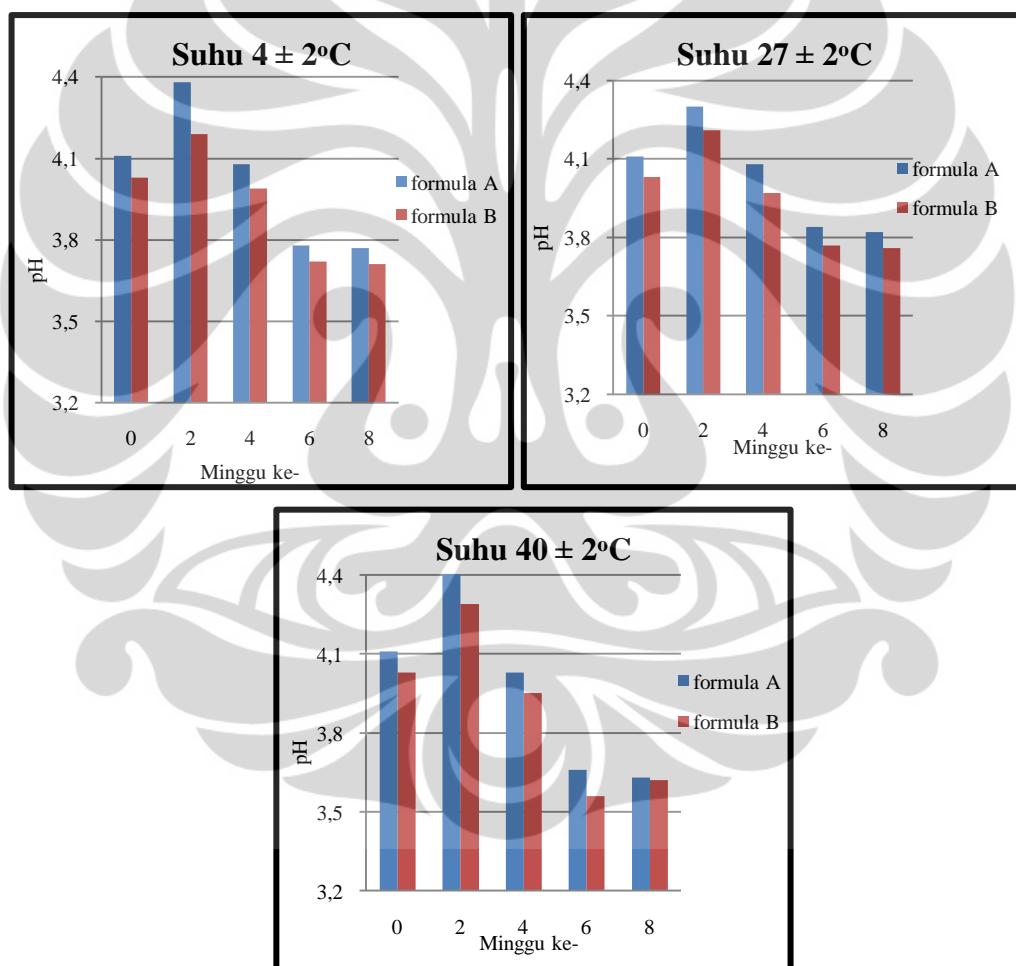 Suhu 4 ± 2ºC
4,4
4,1
3,8
3,5
3,2
pH
0 2 4 6 8
Minggu ke-
formula A
formula B
Suhu 27 ± 2ºC
4,4
4,1
3,8
3,5
3,2
pH
0 2 4 6 8
Minggu ke-
formula A
formula B
Suhu 40 ± 2ºC
4,4
4,1
3,8
3,5
3,2
pH
0 2 4 6 8
Minggu ke-
formula A
formula B